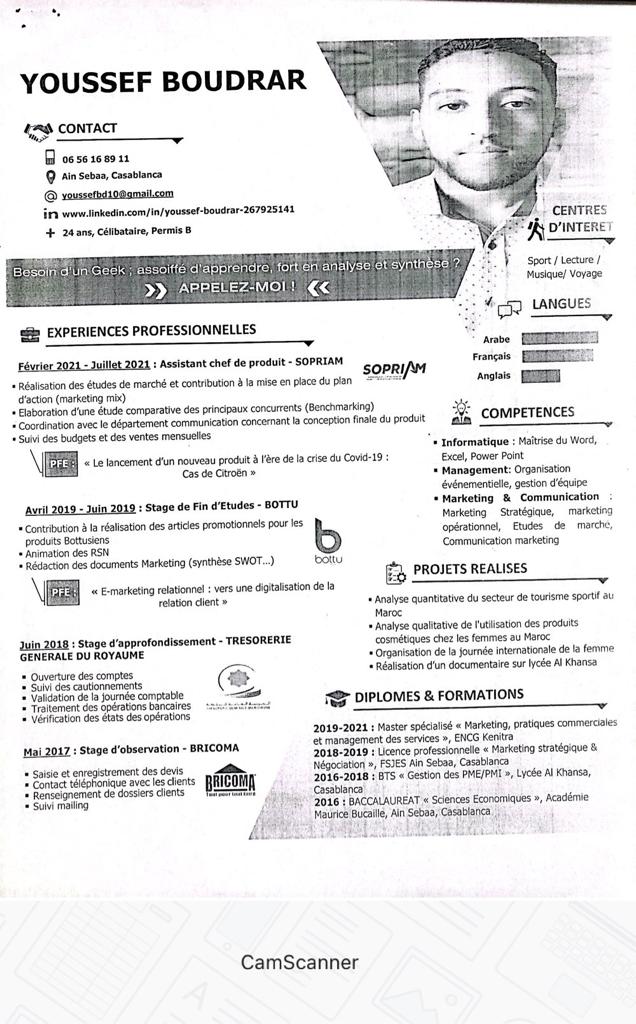 YOUSSEF BOUDRAR
CONTACT
06 56 16 89 11
Ain Sebaa, Casablanca
@ youssefbd10@gmail.com
in www.linkedin.com/in/youssef-boudrar-267925141
+ 24 ans, Célibataire, Permis B
Besoin d'un Geek ; assoiffé d'apprendre, fort en analyse et synthèse ?
APPELEZ-MOI !
EXPERIENCES PROFESSIONNELLES
Février 2021 - Juillet 2021 : Assistant chef de produit - SOPRIAM
SOPRIAM
▪ Réalisation des études de marché et contribution à la mise en place du plan
d'action (marketing mix)
▪ Elaboration d'une étude comparative des principaux concurrents (Benchmarking)
▪ Coordination avec le département communication concernant la conception finale du produit
▪ Suivi des budgets et des ventes mensuelles
PFE : « Le lancement d'un nouveau produit à l'ère de la crise du Covid-19 :
Cas de Citroën »
Avril 2019 - Juin 2019 : Stage de Fin d'Etudes - BOTTU
▪ Contribution à la réalisation des articles promotionnels pour les
produits Bottusiens
▪ Animation des RSN
▪ Rédaction des documents Marketing (synthèse SWOT...)
bottu
PFE : « E-marketing relationnel : vers une digitalisation de la
relation client »
Juin 2018 : Stage d'approfondissement - TRESORERIE
GENERALE DU ROYAUME
▪ Ouverture des comptes
▪ Suivi des cautionnements
▪ Validation de la journée comptable
▪ Traitement des opérations bancaires
▪ Vérification des états des opérations
Mai 2017 : Stage d'observation - BRICOMA
▪ Saisie et enregistrement des devis
▪ Contact téléphonique avec les clients
▪ Renseignement de dossiers clients
▪ Suivi mailing
BRICOMA
Tout pour tout faire
CENTRES
D'INTERET
Sport / Lecture /
Musique/ Voyage
LANGUES
Arabe
Français
Anglais
COMPETENCES
▪ Informatique : Maîtrise du Word,
Excel, Power Point
▪ Management: Organisation
événementielle, gestion d'équipe
▪ Marketing & Communication :
Marketing Stratégique, marketing
opérationnel, Etudes de marché,
Communication marketing
PROJETS REALISES
▪ Analyse quantitative du secteur de tourisme sportif au
Maroc
▪ Analyse qualitative de l'utilisation des produits
cosmétiques chez les femmes au Maroc
▪ Organisation de la journée internationale de la femme
▪ Réalisation d'un documentaire sur lycée Al Khansa
DIPLOMES & FORMATIONS
2019-2021 : Master spécialisé « Marketing, pratiques commerciales
et management des services », ENCG Kenitra
2018-2019 : Licence professionnelle « Marketing stratégique &
Négociation », FSJES Ain Sebaa, Casablanca
2016-2018 : BTS « Gestion des PME/PMI », Lycée Al Khansa,
Casablanca
2016 : BACCALAUREAT « Sciences Economiques », Académie
Maurice Bucaille, Ain Sebaa, Casablanca
CamScanner